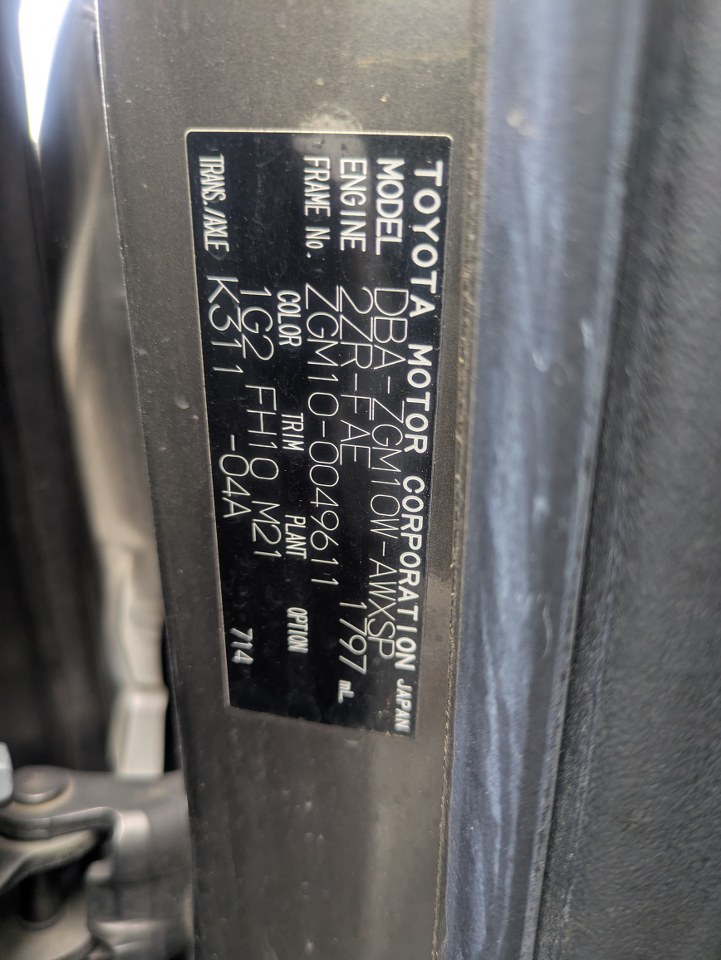 TOYOTA MOTOR CORPORATION JAPAN
MODEL DBA-ZGM10W-AWXSP
ENGINE 2ZR-FAE 1797 mL
FRAME No. ZGM10-0049611
COLOR TRIM PLANT OPTION
1G2 FH10 M21
TRANS./AXLE K311 -04A 714